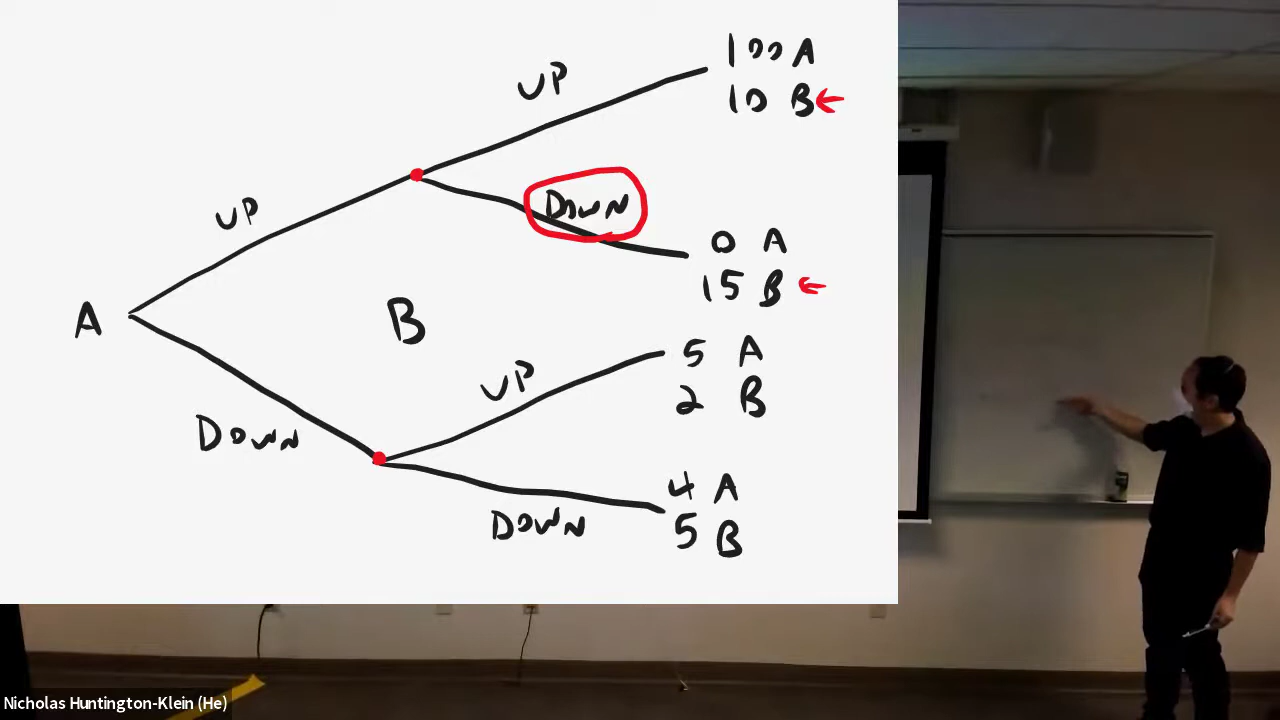 UP
100 A
10 B
UP
DOWN
0 A
15 B
A
B
UP
5 A
2 B
DOWN
4 A
DOWN
5 B
Nicholas Huntington-Klein (He)